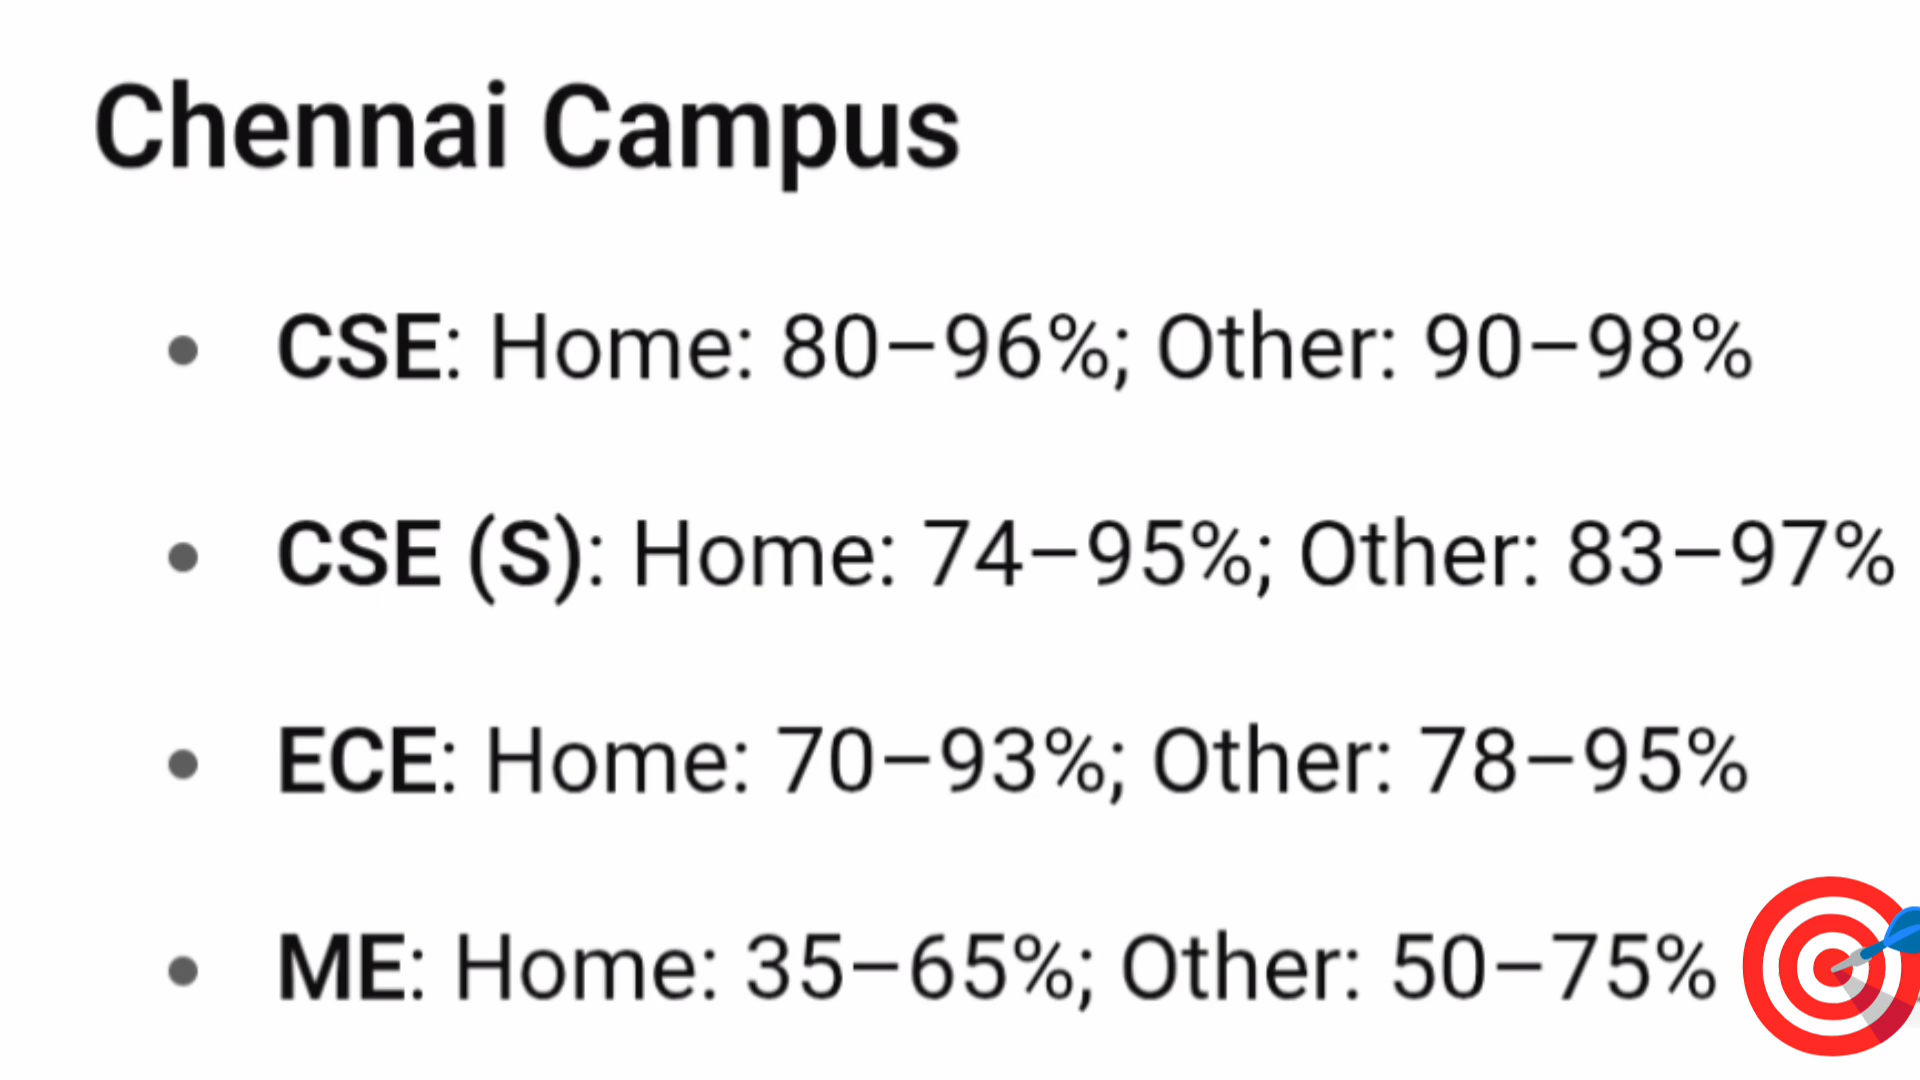 Chennai Campus
CSE: Home: 80–96%; Other: 90–98%
CSE (S): Home: 74–95%; Other: 83–97%
ECE: Home: 70–93%; Other: 78–95%
ME: Home: 35–65%; Other: 50–75%